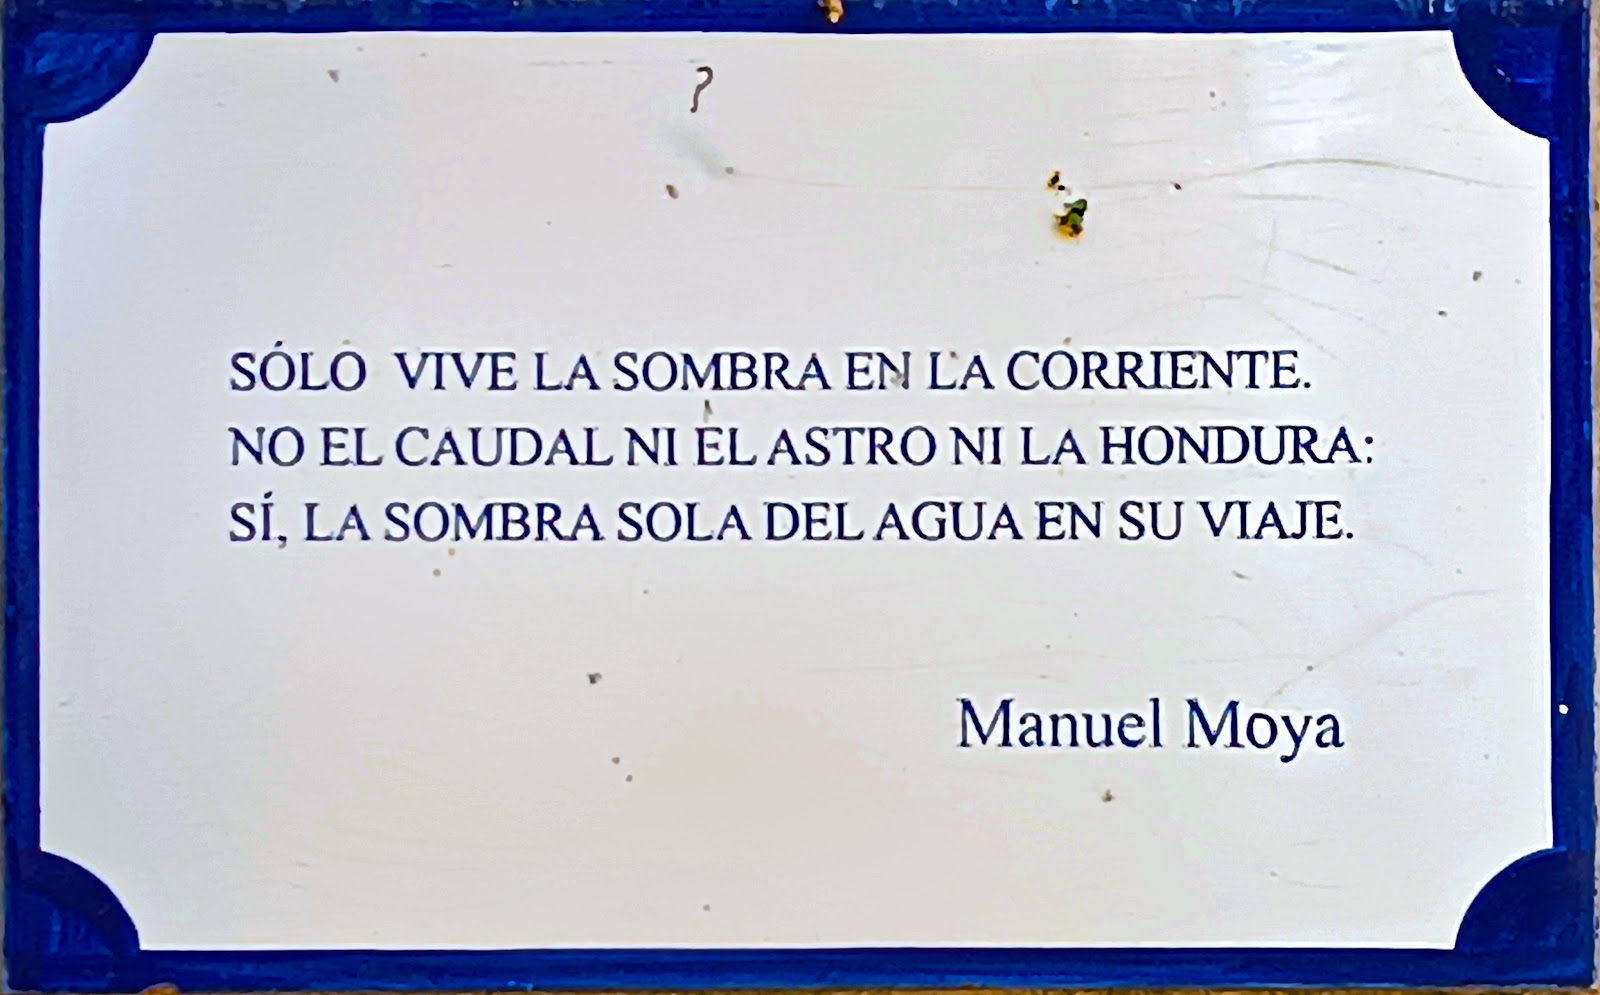 SÓLO VIVE LA SOMBRA EN LA CORRIENTE.
NO EL CAUDAL NI EL ASTRO NI LA HONDURA:
SÍ, LA SOMBRA SOLA DEL AGUA EN SU VIAJE.
Manuel Moya